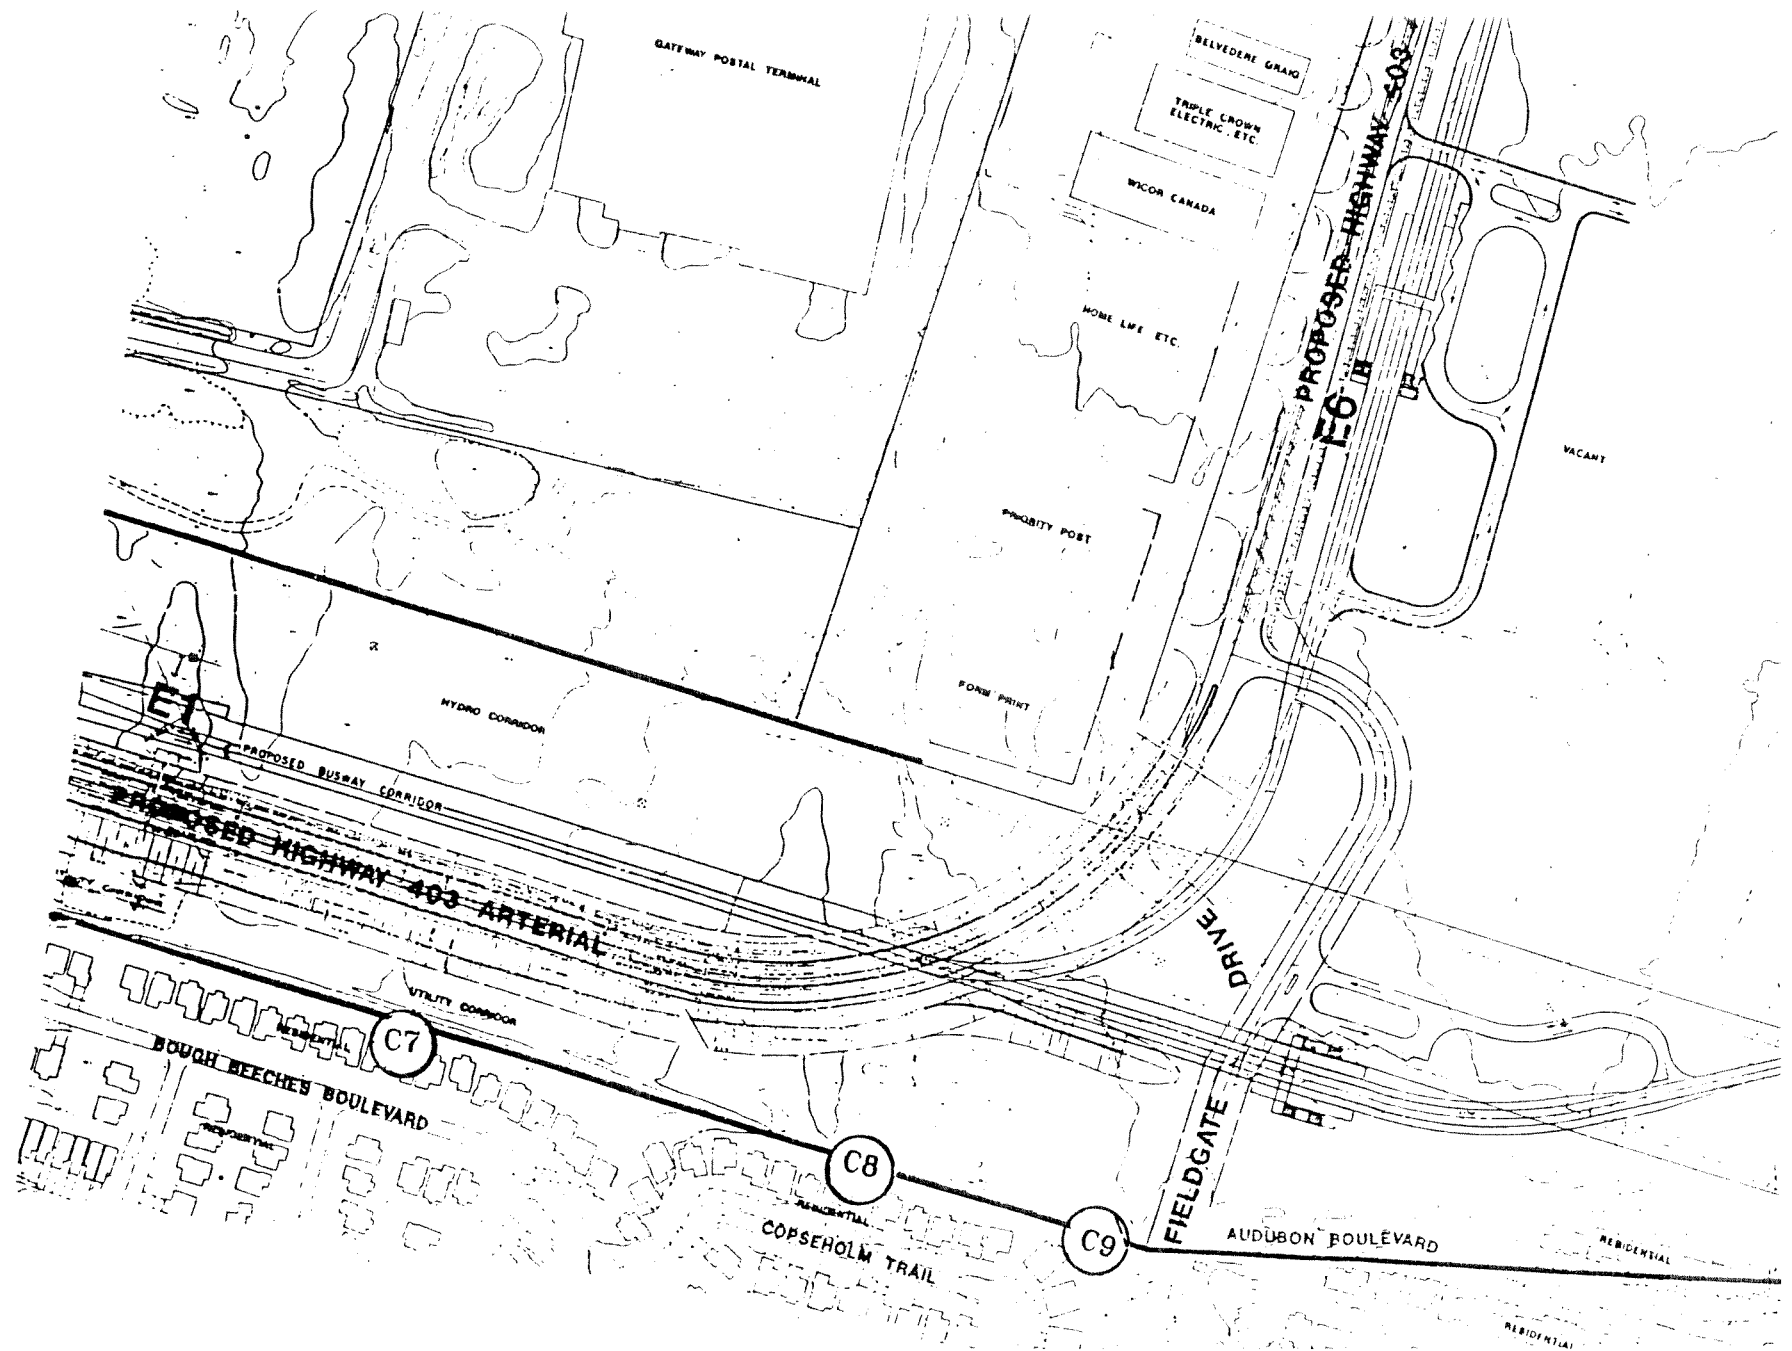 GATEWAY POSTAL TERMINAL
BELVEDERE GRAIG
TRIPLE CROWN
ELECTRIC, ETC.
WICOR CANADA
PROPOSED HIGHWAY 403
HOME LIFE ETC.
E6
VACANT
PRIORITY POST
FORM PRINT
HYDRO CORRIDOR
E1
PROPOSED BUSWAY CORRIDOR
PROPOSED HIGHWAY 403 ARTERIAL
UTILITY CORRIDOR
FIELDGATE DRIVE
RESIDENTIAL
C7
BOUGH BEECHES BOULEVARD
RESIDENTIAL
C8
RESIDENTIAL
COPSEHOLM TRAIL
C9
AUDUBON BOULEVARD
RESIDENTIAL
RESIDENTIAL